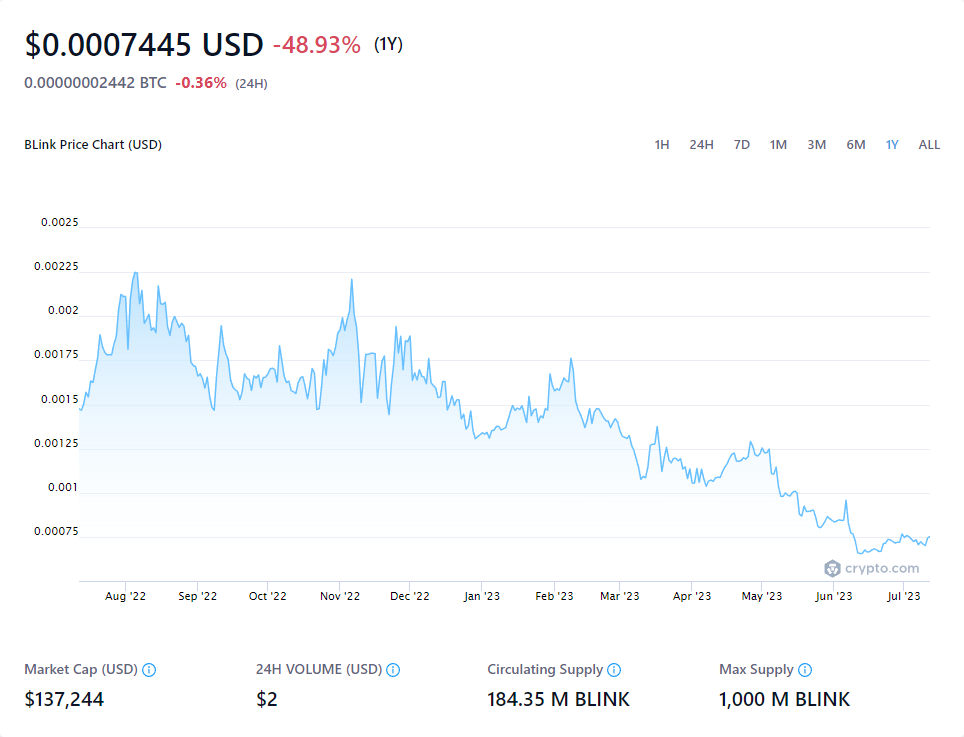 $0.0007445 USD -48.93% (1Y)
0.00000002442 BTC -0.36% (24H)
BLink Price Chart (USD)
1H 24H 7D 1M 3M 6M 1Y ALL
0.0025
0.00225
0.002
0.00175
0.0015
0.00125
0.001
0.00075
crypto.com
Aug '22 Sep '22 Oct '22 Nov '22 Dec '22 Jan '23 Feb '23 Mar '23 Apr '23 May '23 Jun '23 Jul '23
Market Cap (USD) 24H VOLUME (USD) Circulating Supply Max Supply
$137,244 $2 184.35 M BLINK 1,000 M BLINK